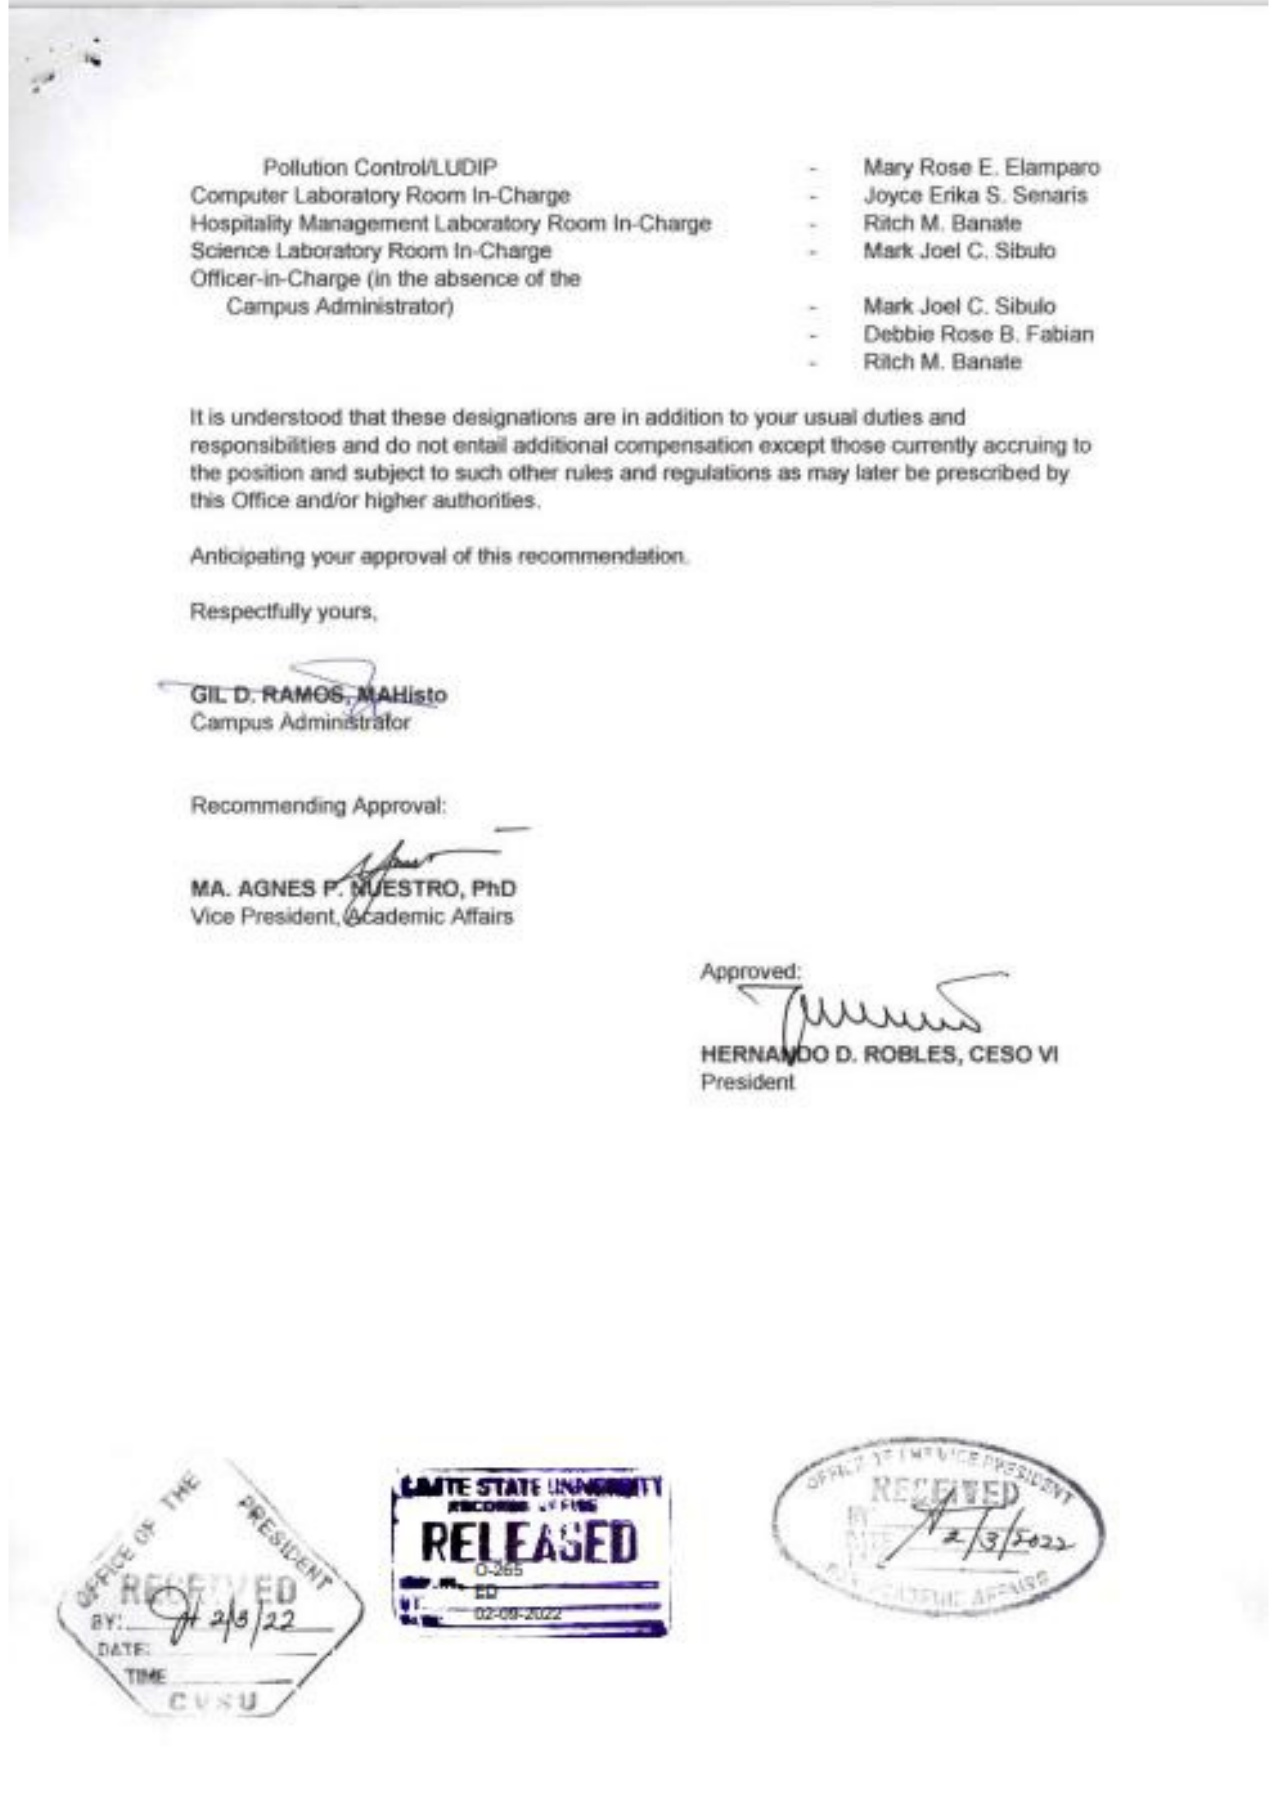 Pollution Control/LUDIP - Mary Rose E. Elamparo
Computer Laboratory Room In-Charge - Joyce Erika S. Senaris
Hospitality Management Laboratory Room In-Charge - Ritch M. Banate
Science Laboratory Room In-Charge - Mark Joel C. Sibulo
Officer-in-Charge (in the absence of the
Campus Administrator) - Mark Joel C. Sibulo
- Debbie Rose B. Fabian
- Ritch M. Banate
It is understood that these designations are in addition to your usual duties and
responsibilities and do not entail additional compensation except those currently accruing to
the position and subject to such other rules and regulations as may later be prescribed by
this Office and/or higher authorities.
Anticipating your approval of this recommendation.
Respectfully yours,
GIL D. RAMOS, MAHisto
Campus Administrator
Recommending Approval:
MA. AGNES P. NUESTRO, PhD
Vice President, Academic Affairs
Approved:
HERNANDO D. ROBLES, CESO VI
President
OFFICE OF THE PRESIDENT
RECEIVED
BY: 2/3/22
DATE:
TIME
CVSU
CAVITE STATE UNIVERSITY
RECORDS OFFICE
RELEASED
O-265
ED
02-09-2022
OFFICE OF THE VICE PRESIDENT
RECEIVED
2/3/2022
FOR ACADEMIC AFFAIRS